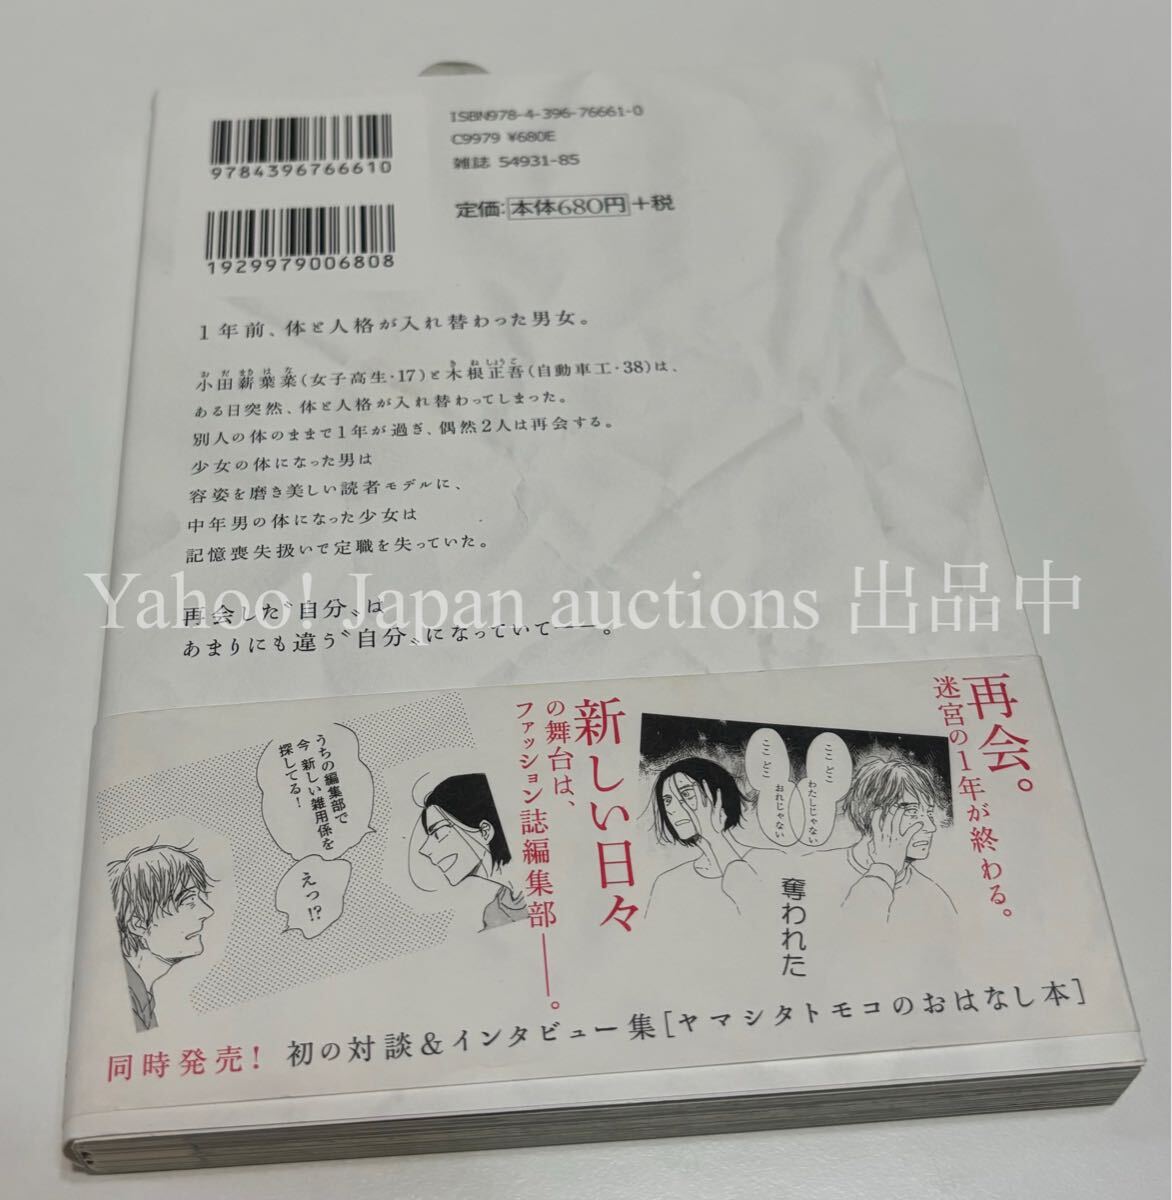 ISBN978-4-396-76661-0
C9979 ¥680E
雑誌 54931-85
9784396766610
定価:本体680円+税
1929979006808
1年前、体と人格が入れ替わった男女。
小田薪葉菜(女子高生・17)と木根正吾(自動車工・38)は、
おだまきはな
きねしょうご
ある日突然、体と人格が入れ替わってしまった。
別人の体のままで1年が過ぎ、偶然2人は再会する。
少女の体になった男は
容姿を磨き美しい読者モデルに、
中年男の体になった少女は
記憶喪失扱いで定職を失っていた。
Yahoo! Japan auctions 出品中
再会した〝自分〟は
あまりにも違う〝自分〟になっていて――。
再会。
迷宮の1年が終わる。
ここどこ
わたしじゃない
ここどこ
おれじゃない
奪われた
新しい日々
の舞台は、
ファッション誌編集部――。
うちの編集部で
今 新しい雑用係を
探してる!
えっ!?
同時発売! 初の対談&インタビュー集[ヤマシタトモコのおはなし本]